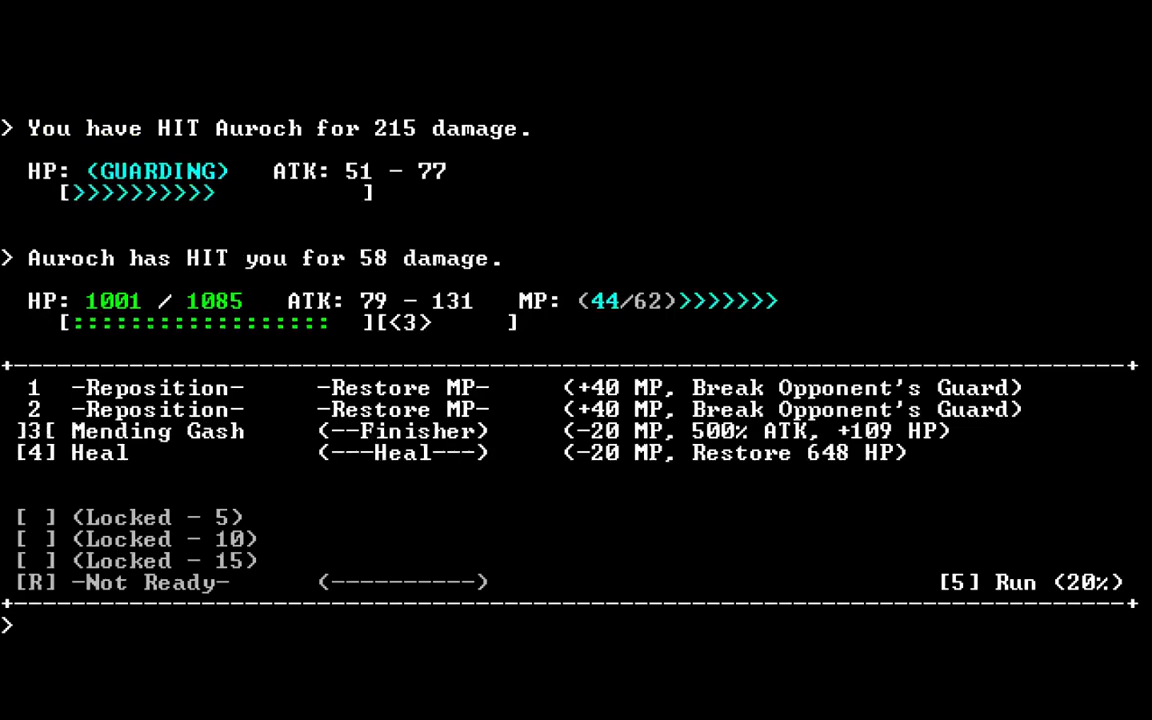 > You have HIT Auroch for 215 damage.
HP: (GUARDING) ATK: 51 - 77
[>>>>>>>>>> ]
> Auroch has HIT you for 58 damage.
HP: 1001 / 1085 ATK: 79 - 131 MP: (44/62)>>>>>>>
[:::::::::::::::::: ][<3> ]
+------------------------------------------------------------------------------+
1 -Reposition- -Restore MP- (+40 MP, Break Opponent's Guard)
2 -Reposition- -Restore MP- (+40 MP, Break Opponent's Guard)
]3[ Mending Gash (--Finisher) (-20 MP, 500% ATK, +109 HP)
[4] Heal (---Heal---) (-20 MP, Restore 648 HP)
[ ] (Locked - 5)
[ ] (Locked - 10)
[ ] (Locked - 15)
[R] -Not Ready- (----------) [5] Run (20%)
+------------------------------------------------------------------------------+
>